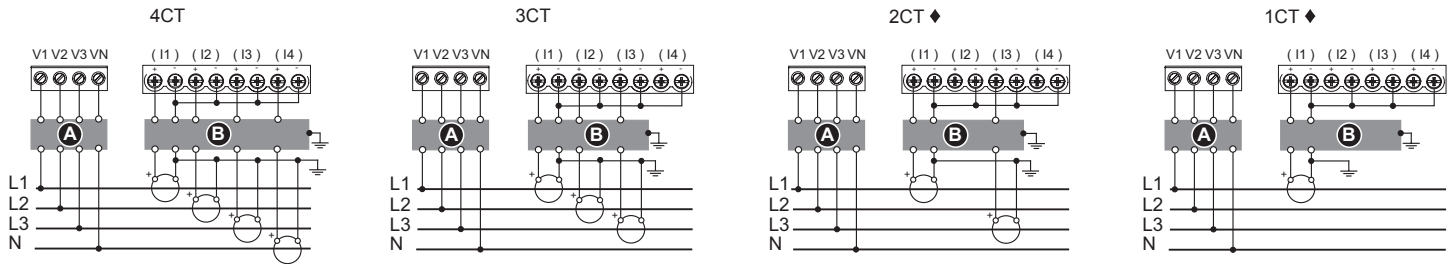 4CT 3CT 2CT ♦ 1CT ♦
V1 V2 V3 VN ( I1 ) ( I2 ) ( I3 ) ( I4 ) V1 V2 V3 VN ( I1 ) ( I2 ) ( I3 ) ( I4 ) V1 V2 V3 VN ( I1 ) ( I2 ) ( I3 ) ( I4 ) V1 V2 V3 VN ( I1 ) ( I2 ) ( I3 ) ( I4 )
+ - + - + - + - + - + - + - + - + - + - + - + - + - + - + - + -
A B A B A B A B
L1 + L1 + L1 + L1 +
L2 + L2 + L2 L2
L3 + L3 + L3 + L3
N + N N N